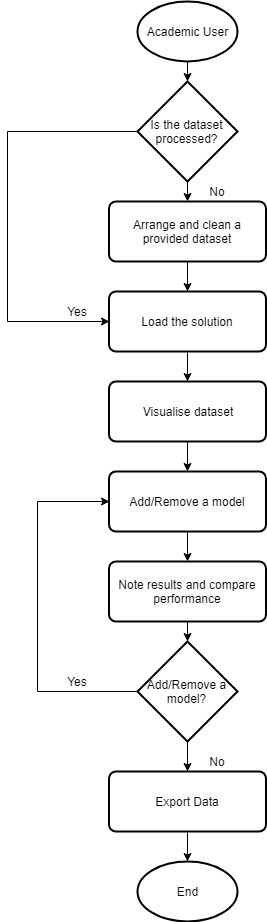 Academic User
Is the dataset
processed?
No
Arrange and clean a
provided dataset
Yes
Load the solution
Visualise dataset
Add/Remove a model
Note results and compare
performance
Add/Remove a
model?
Yes
No
Export Data
End